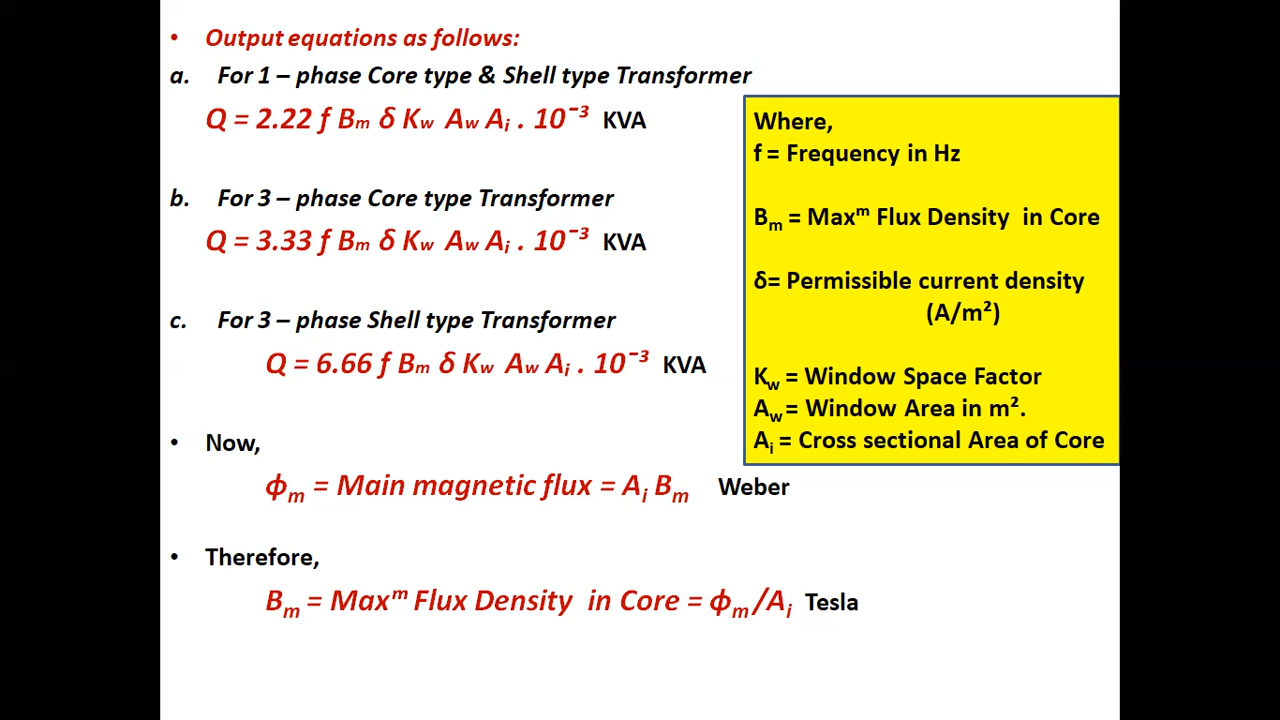 • Output equations as follows:
a. For 1 – phase Core type & Shell type Transformer
Q = 2.22 f Bₘ δ Kw Aw Aᵢ . 10⁻³ KVA
b. For 3 – phase Core type Transformer
Q = 3.33 f Bₘ δ Kw Aw Aᵢ . 10⁻³ KVA
c. For 3 – phase Shell type Transformer
Q = 6.66 f Bₘ δ Kw Aw Aᵢ . 10⁻³ KVA
• Now,
ϕₘ = Main magnetic flux = Aᵢ Bₘ Weber
• Therefore,
Bₘ = Maxᵐ Flux Density in Core = ϕₘ/Aᵢ Tesla
Where,
f = Frequency in Hz
Bₘ = Maxᵐ Flux Density in Core
δ= Permissible current density
(A/m²)
Kw = Window Space Factor
Aw = Window Area in m².
Aᵢ = Cross sectional Area of Core